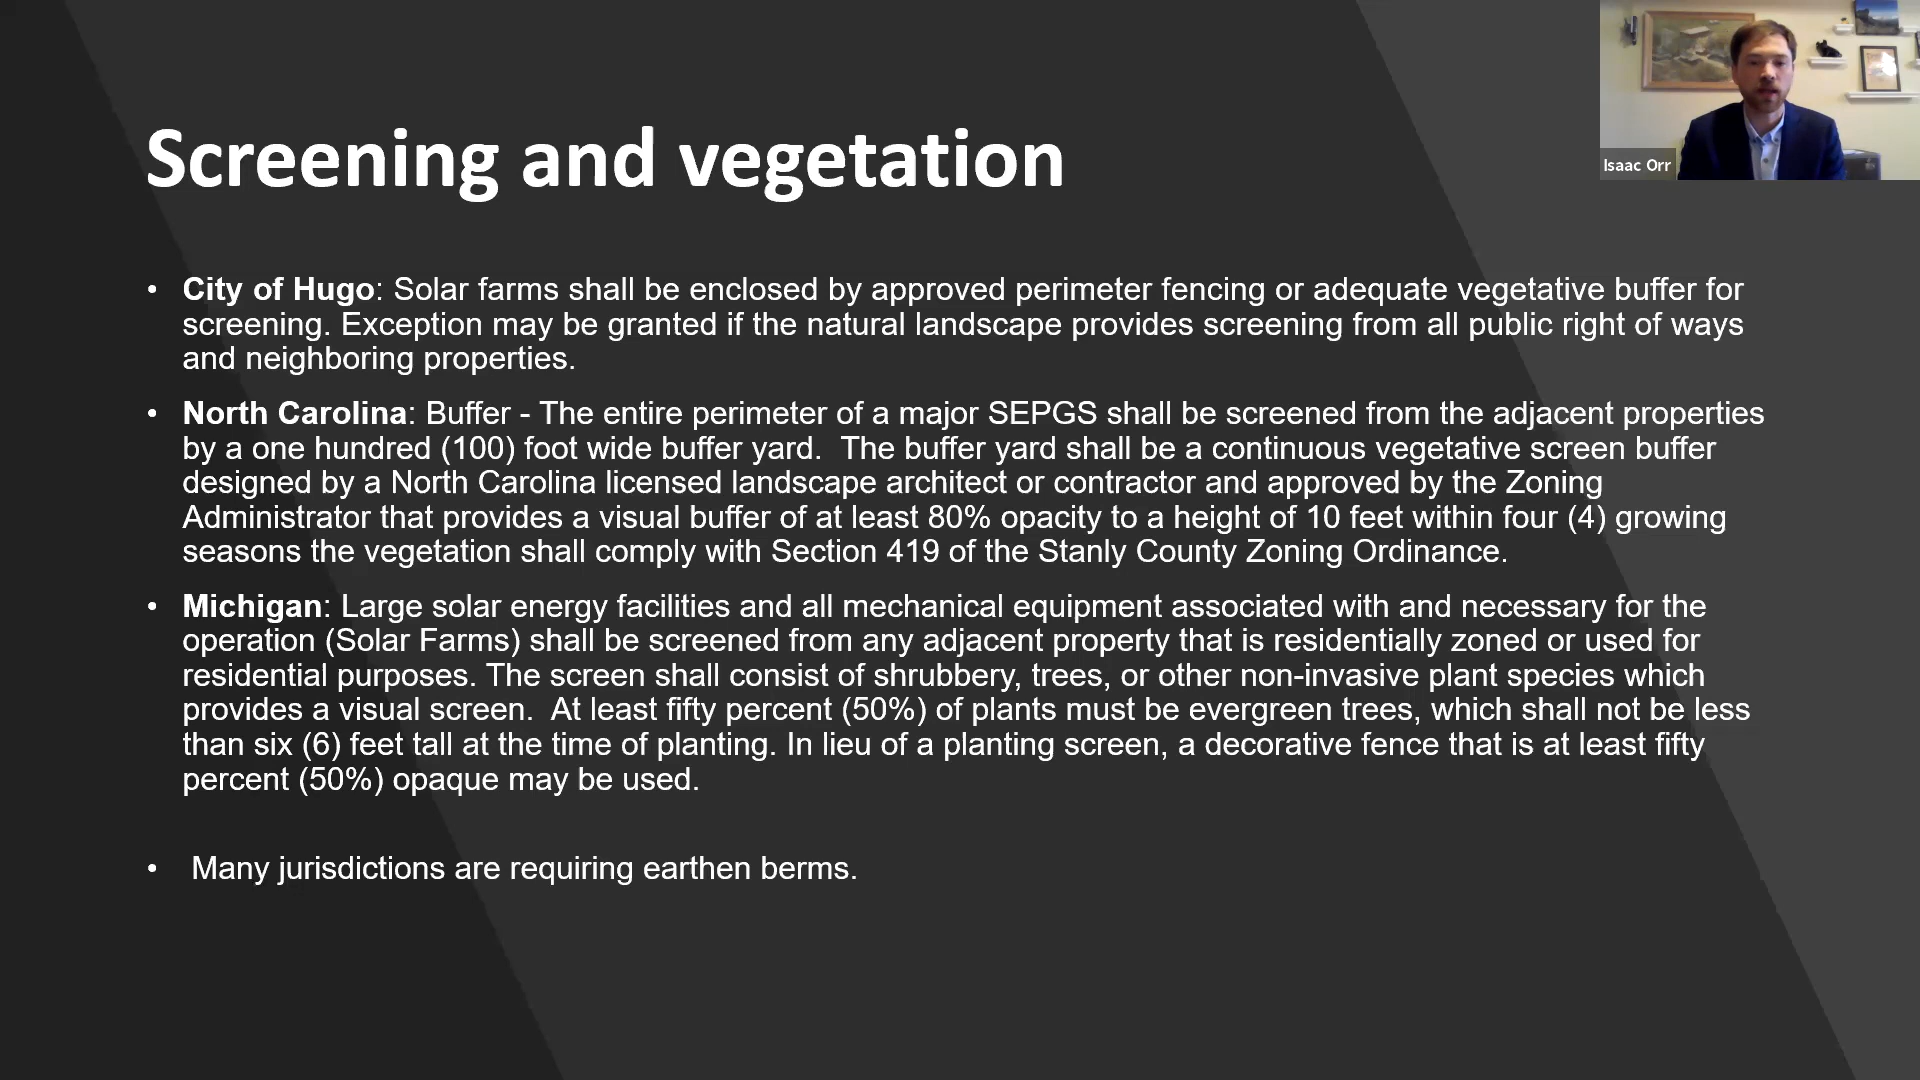 Screening and vegetation
Isaac Orr
• City of Hugo: Solar farms shall be enclosed by approved perimeter fencing or adequate vegetative buffer for
screening. Exception may be granted if the natural landscape provides screening from all public right of ways
and neighboring properties.
• North Carolina: Buffer - The entire perimeter of a major SEPGS shall be screened from the adjacent properties
by a one hundred (100) foot wide buffer yard.  The buffer yard shall be a continuous vegetative screen buffer
designed by a North Carolina licensed landscape architect or contractor and approved by the Zoning
Administrator that provides a visual buffer of at least 80% opacity to a height of 10 feet within four (4) growing
seasons the vegetation shall comply with Section 419 of the Stanly County Zoning Ordinance.
• Michigan: Large solar energy facilities and all mechanical equipment associated with and necessary for the
operation (Solar Farms) shall be screened from any adjacent property that is residentially zoned or used for
residential purposes. The screen shall consist of shrubbery, trees, or other non-invasive plant species which
provides a visual screen.  At least fifty percent (50%) of plants must be evergreen trees, which shall not be less
than six (6) feet tall at the time of planting. In lieu of a planting screen, a decorative fence that is at least fifty
percent (50%) opaque may be used.
• Many jurisdictions are requiring earthen berms.